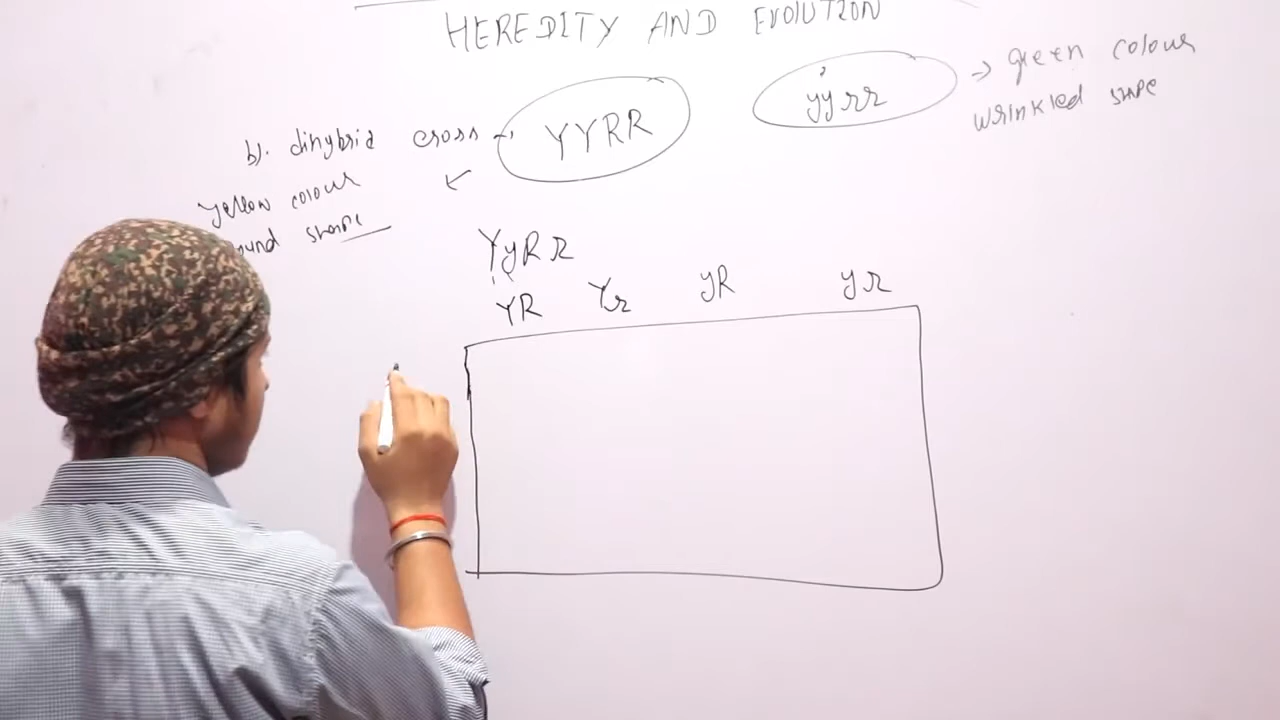 HEREDITY AND EVOLUTION
b). dihybrid cross → YYRR
yyrr → green colour
wrinkled shape
yellow colour
ound shape
YyRr
YR Yr yR yr